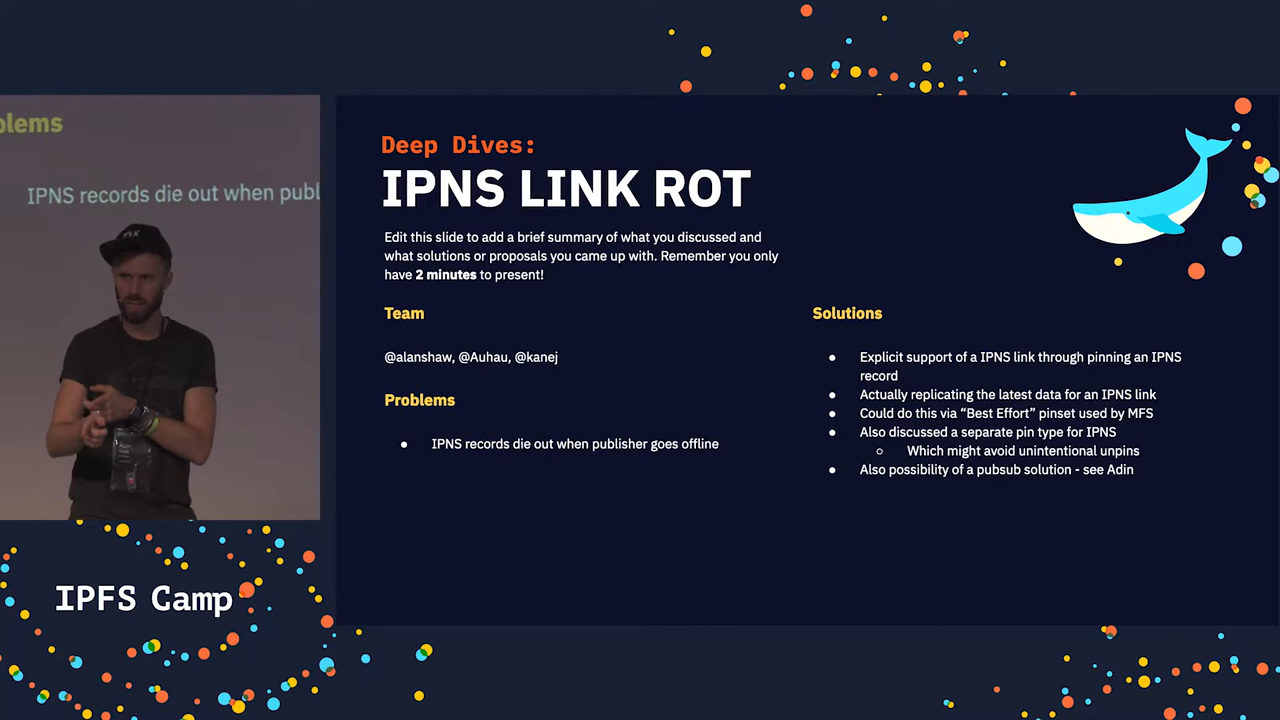 blems
IPNS records die out when publ
Alan
IPFS Camp
Deep Dives:
IPNS LINK ROT
Edit this slide to add a brief summary of what you discussed and
what solutions or proposals you came up with. Remember you only
have 2 minutes to present!
Team
@alanshaw, @Auhau, @kanej
Problems
● IPNS records die out when publisher goes offline
Solutions
● Explicit support of a IPNS link through pinning an IPNS
record
● Actually replicating the latest data for an IPNS link
● Could do this via “Best Effort” pinset used by MFS
● Also discussed a separate pin type for IPNS
○ Which might avoid unintentional unpins
● Also possibility of a pubsub solution - see Adin